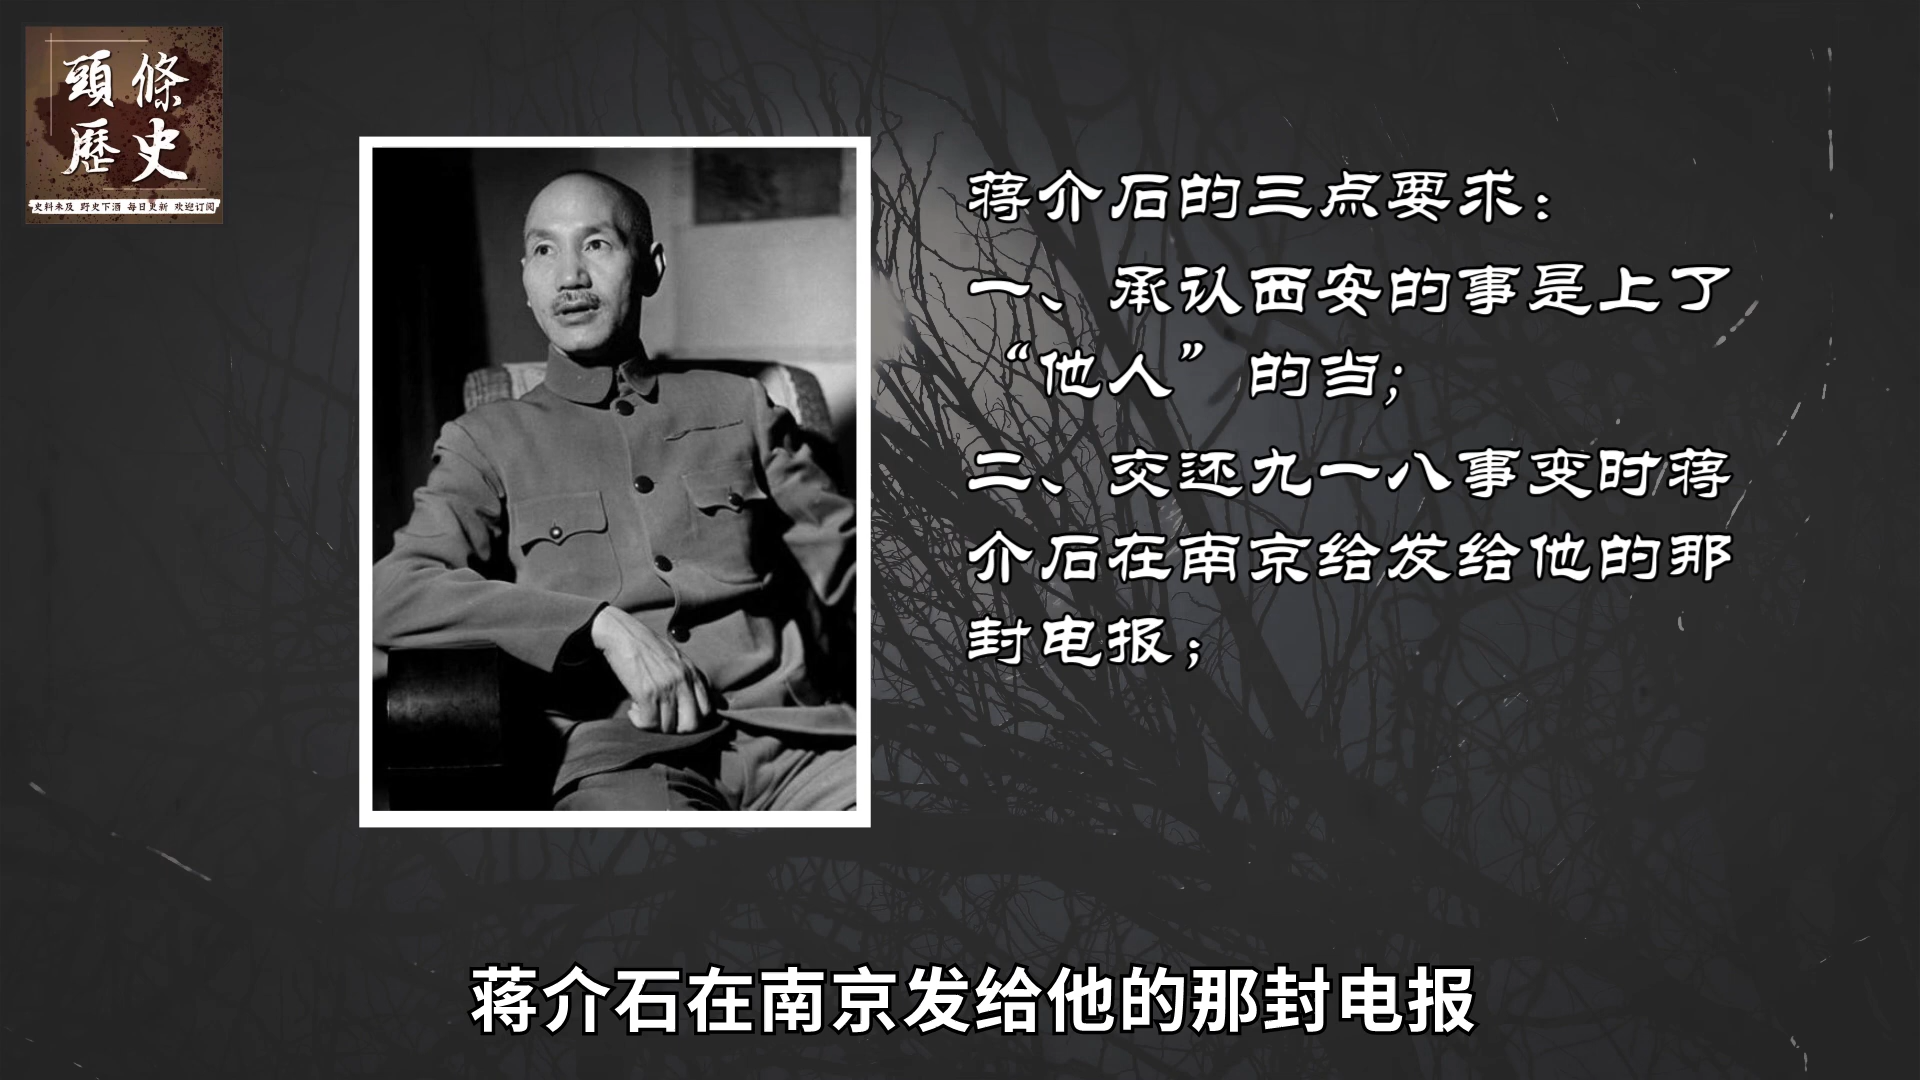 頭條
歷史
史料未及 野史下酒 每日更新 欢迎订阅
蒋介石的三点要求：
一、承认西安的事是上了
“他人”的当；
二、交还九一八事变时蒋
介石在南京给发给他的那
封电报；
蒋介石在南京发给他的那封电报